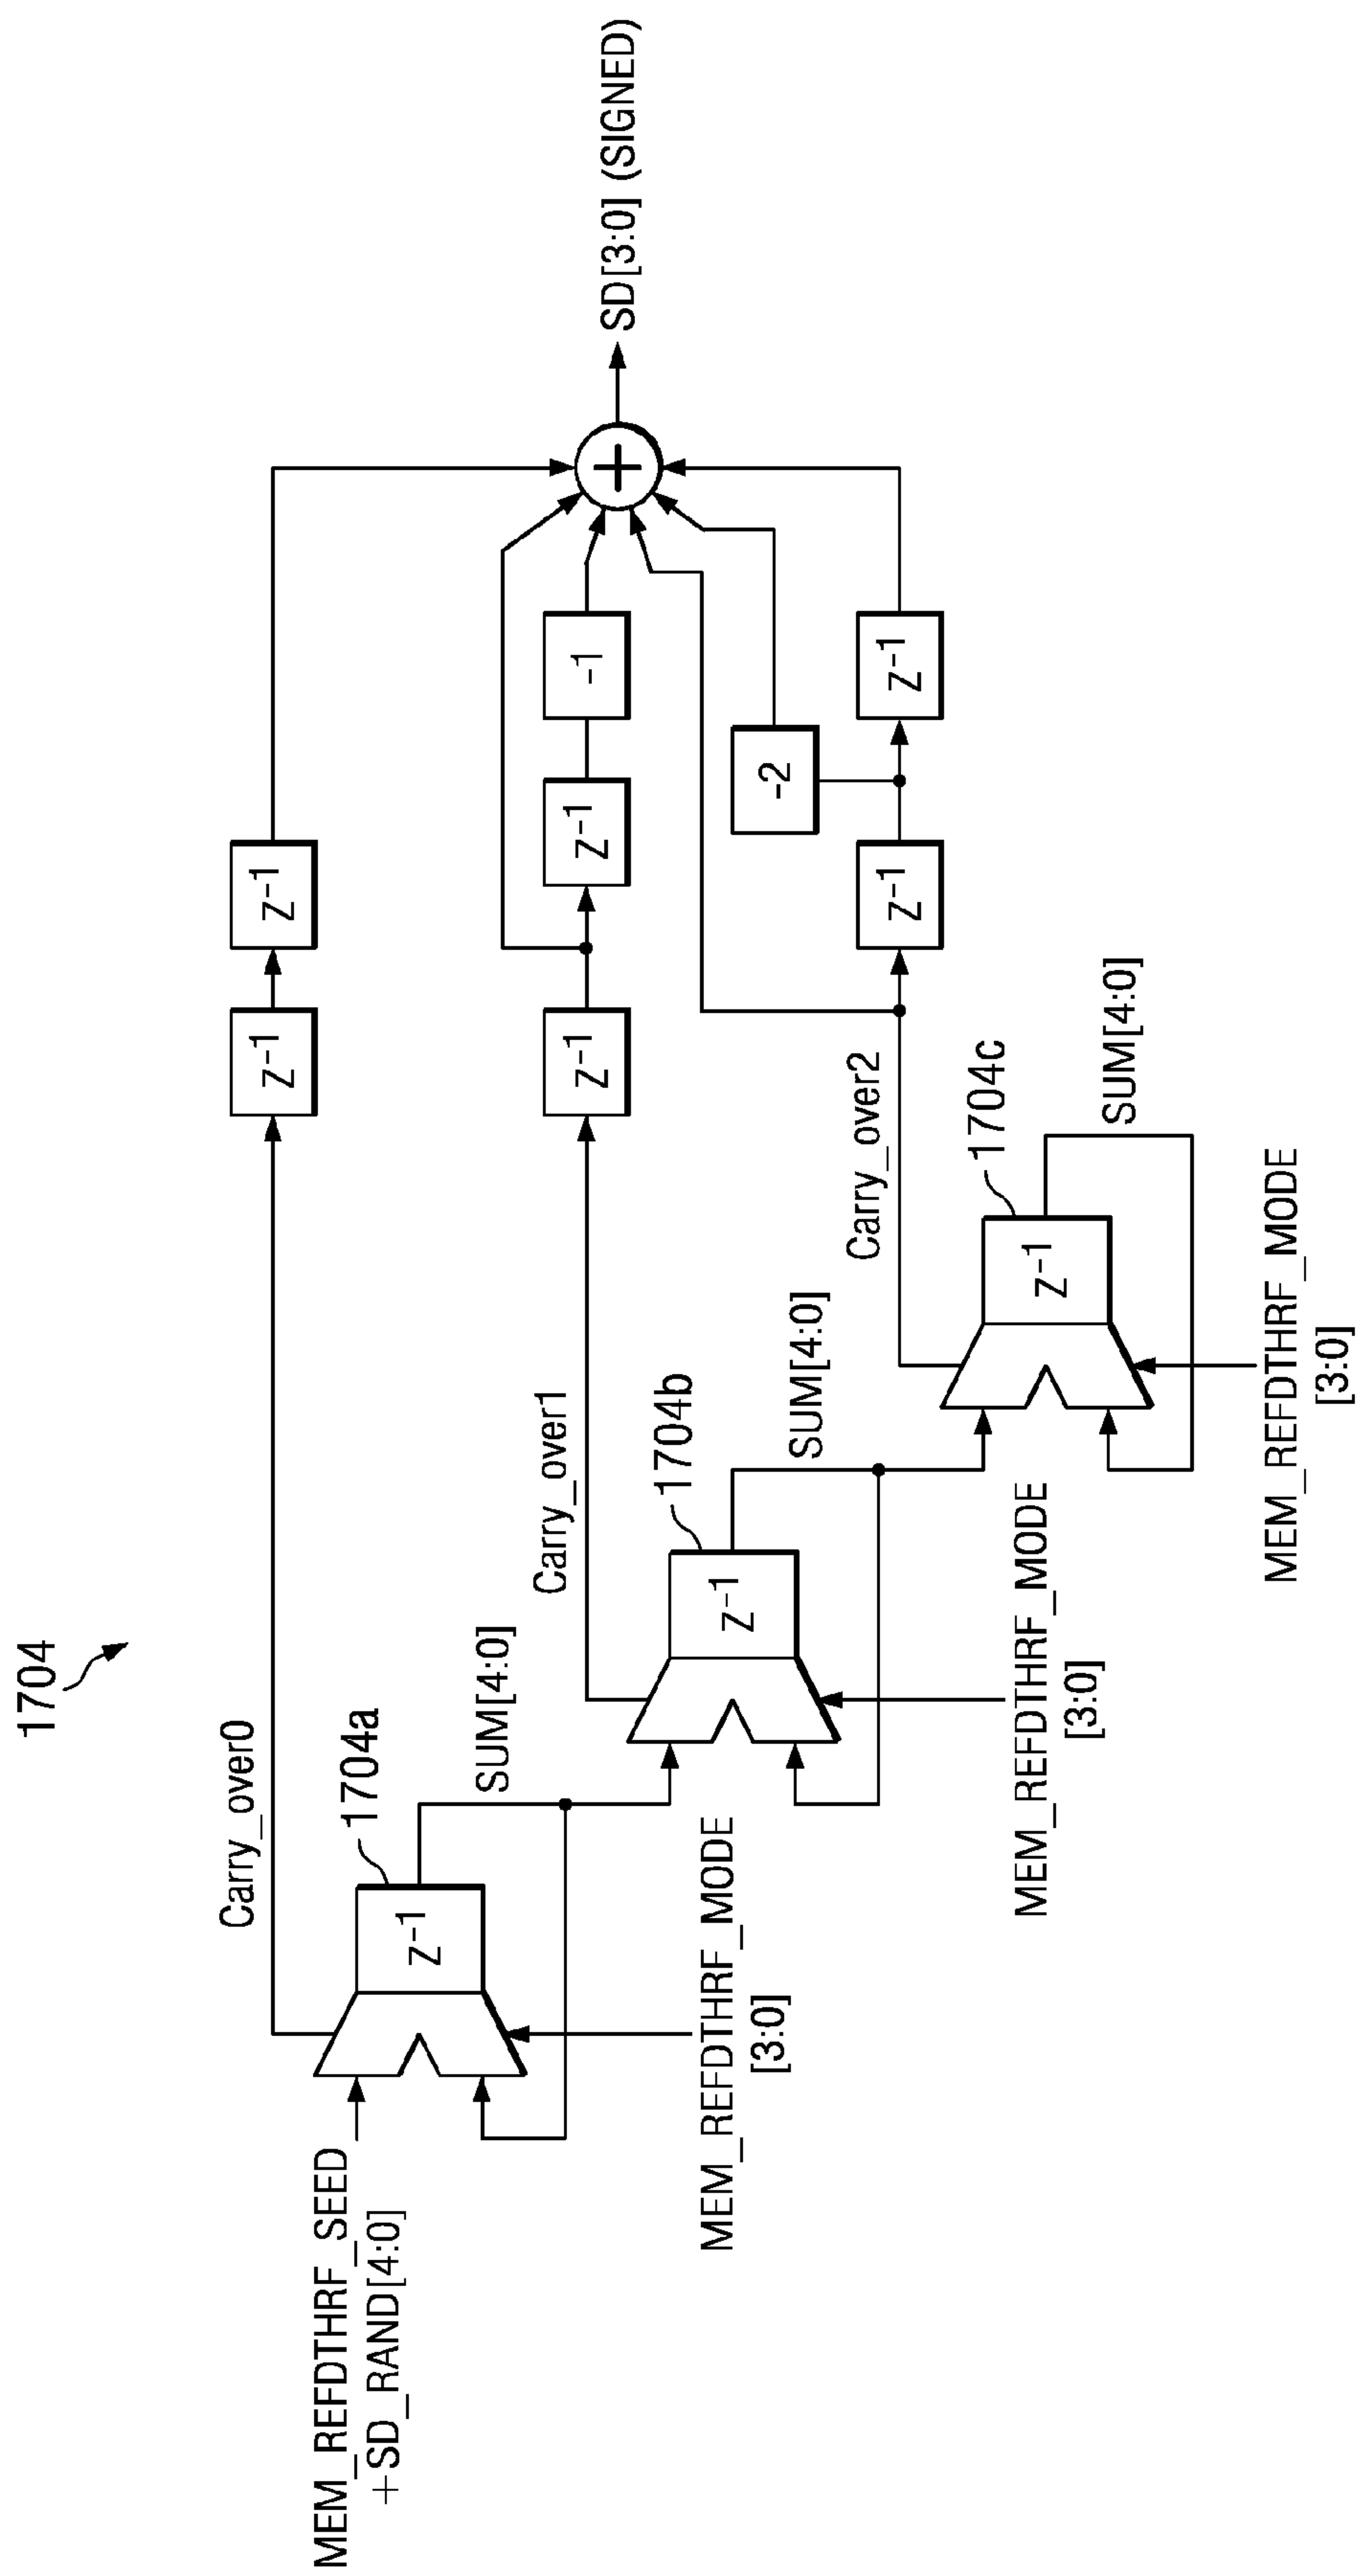 1704
MEM_REFDTHRF_SEED
+SD_RAND[4:0]
Carry_over0
1704a
Z-1
SUM[4:0]
MEM_REFDTHRF_MODE
[3:0]
Carry_over1
1704b
Z-1
SUM[4:0]
MEM_REFDTHRF_MODE
[3:0]
Carry_over2
1704c
Z-1
SUM[4:0]
MEM_REFDTHRF_MODE
[3:0]
Z-1
Z-1
Z-1
Z-1
-1
Z-1
-2
Z-1
+
SD[3:0] (SIGNED)